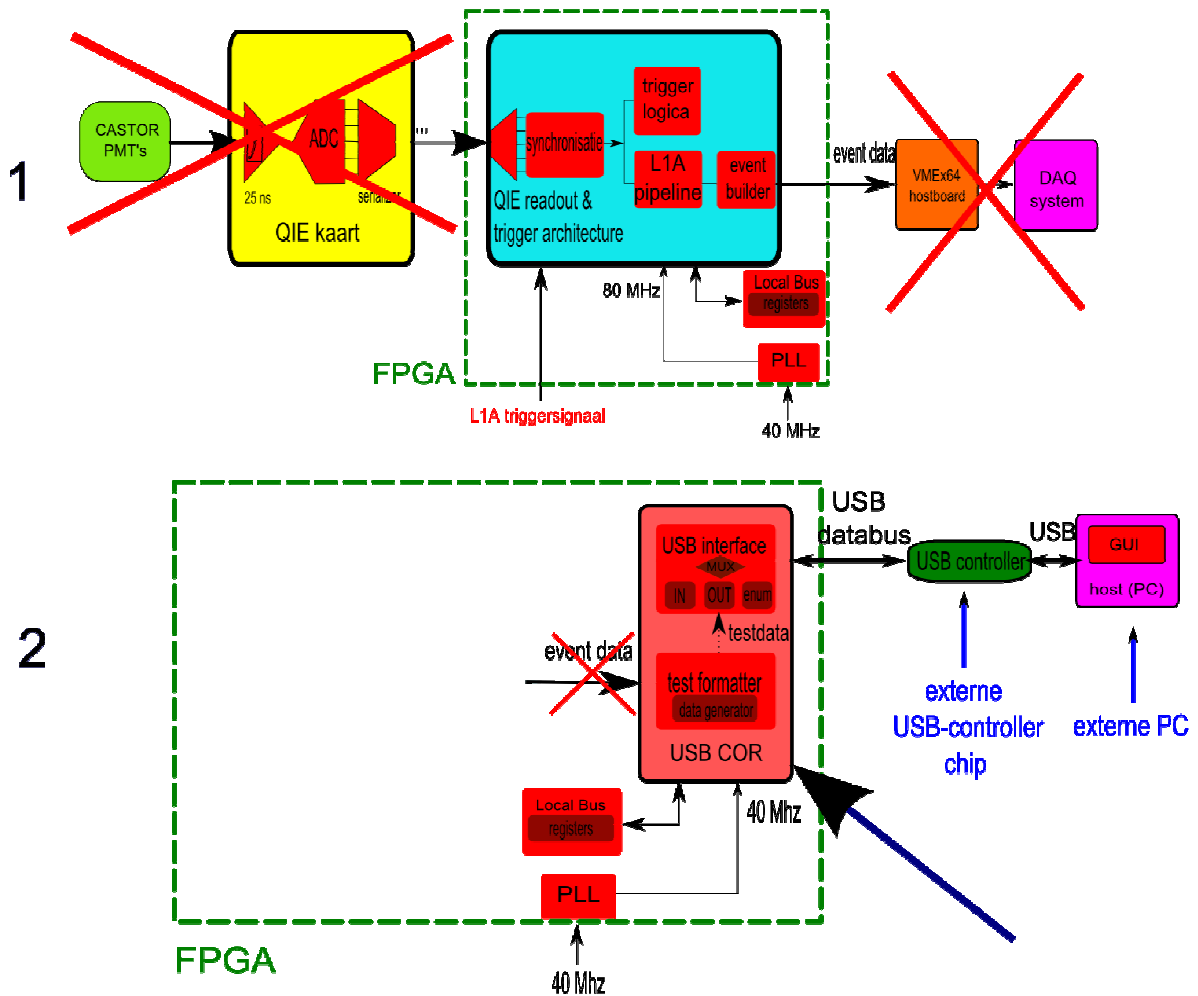 1
CASTOR
PMT's
25 ns
ADC
serializer
QIE kaart
'''
synchronisatie
trigger
logica
L1A
pipeline
event
builder
QIE readout &
trigger architecture
event data
VMEx64
hostboard
DAQ
system
80 MHz
Local Bus
registers
PLL
FPGA
L1A triggersignaal
40 MHz
2
USB interface
MUX
IN
OUT
enum
testdata
event data
test formatter
data generator
USB COR
USB
databus
USB controller
USB
GUI
host (PC)
externe
USB-controller
chip
externe PC
Local Bus
registers
40 Mhz
PLL
FPGA
40 Mhz